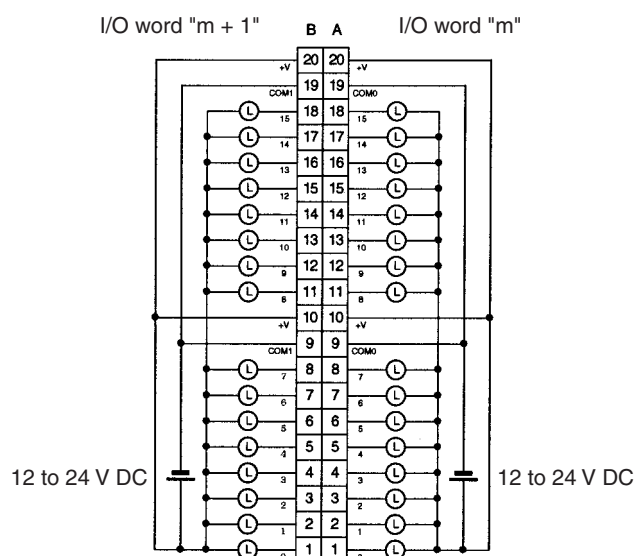 I/O word "m + 1" B A I/O word "m"
+V 20 20 +V
COM1 19 19 COM0
L 15 18 18 15 L
L 14 17 17 14 L
L 13 16 16 13 L
L 12 15 15 12 L
L 11 14 14 11 L
L 10 13 13 10 L
L 9 12 12 9 L
L 8 11 11 8 L
+V 10 10 +V
COM1 9 9 COM0
L 7 8 8 7 L
L 6 7 7 6 L
L 5 6 6 5 L
L 4 5 5 4 L
12 to 24 V DC L 3 4 4 3 L 12 to 24 V DC
L 2 3 3 2 L
L 1 2 2 1 L
L 1 1 L